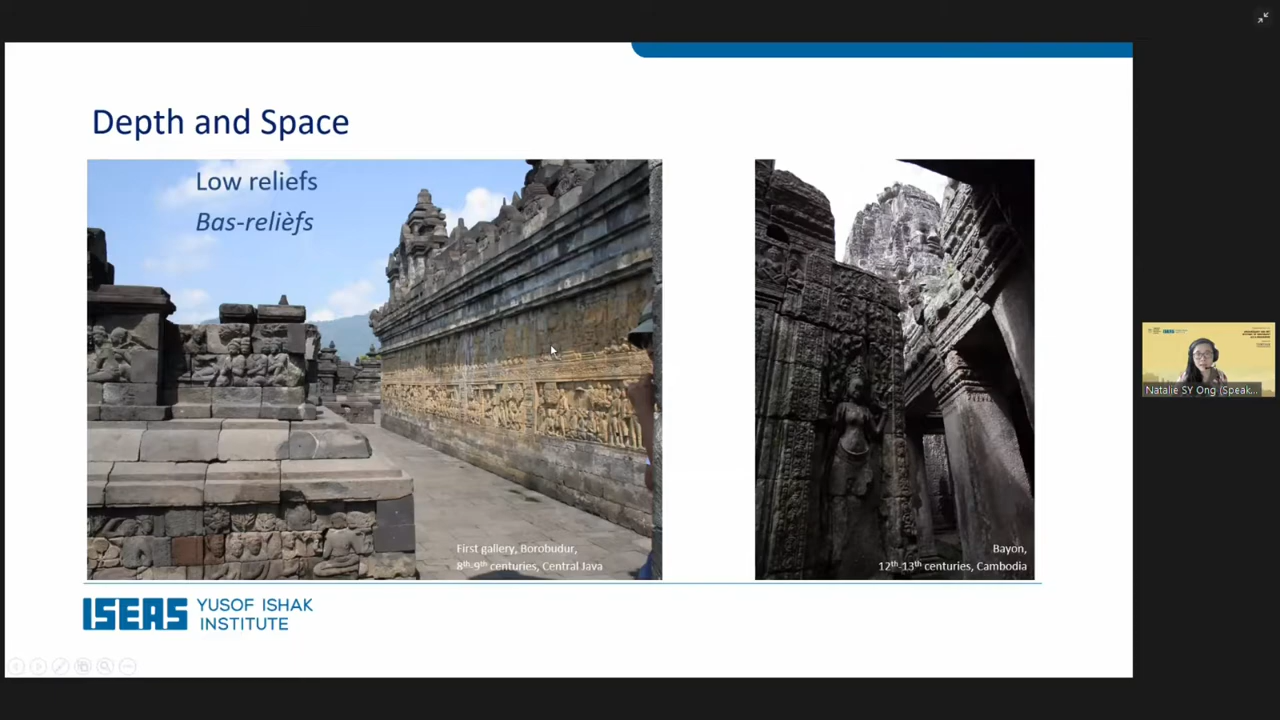 Depth and Space
Low reliefs
Bas-relièfs
First gallery, Borobudur,
8th-9th centuries, Central Java
Bayon,
12th-13th centuries, Cambodia
ISEAS YUSOF ISHAK
INSTITUTE
Natalie SY Ong (Speak...